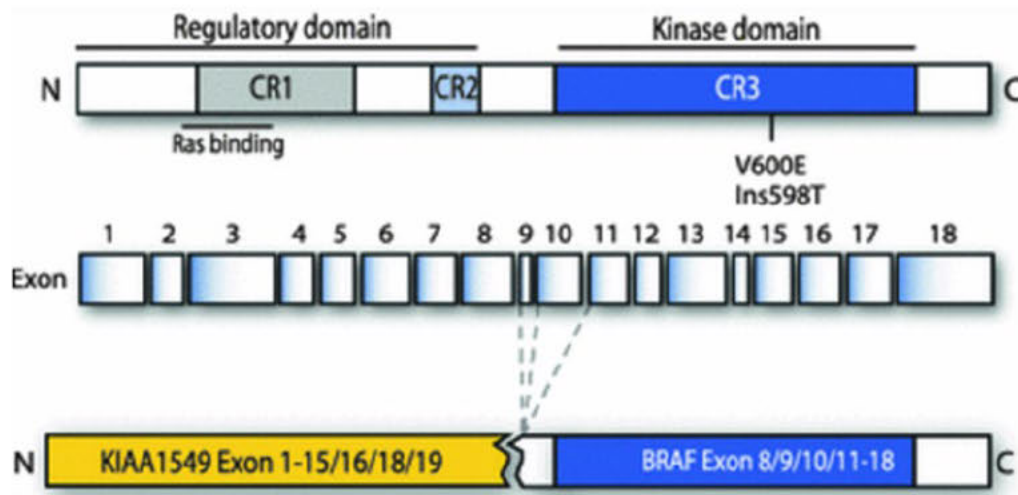 Regulatory domain Kinase domain
N CR1 CR2 CR3 C
Ras binding
V600E
Ins598T
1 2 3 4 5 6 7 8 9 10 11 12 13 14 15 16 17 18
Exon
N KIAA1549 Exon 1-15/16/18/19 BRAF Exon 8/9/10/11-18 C